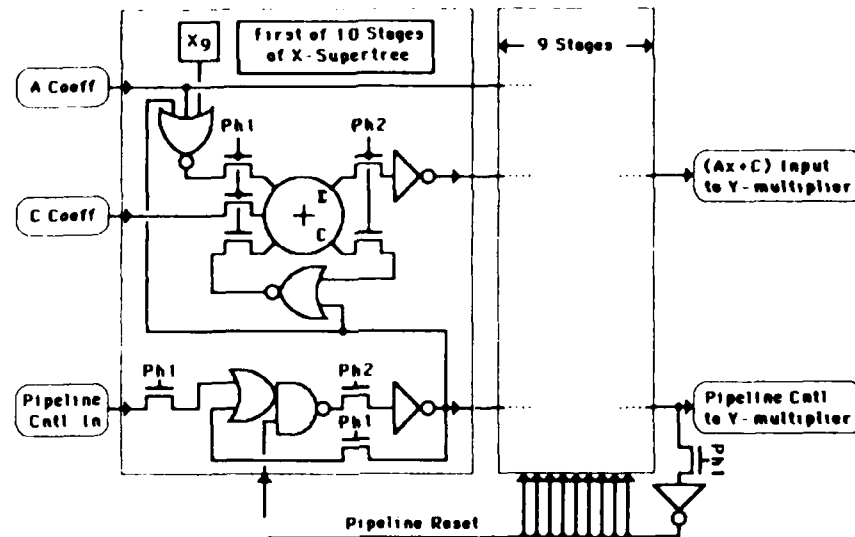 X9
First of 10 Stages
of X-Supertree
9 Stages
A Coeff
Ph1
Ph2
(Ax+C) Input
to Y-multiplier
C Coeff
Σ
+
C
Ph1
Ph2
Pipeline
Cntl In
Ph1
Pipeline Cntl
to Y-multiplier
Ph1
Pipeline Reset